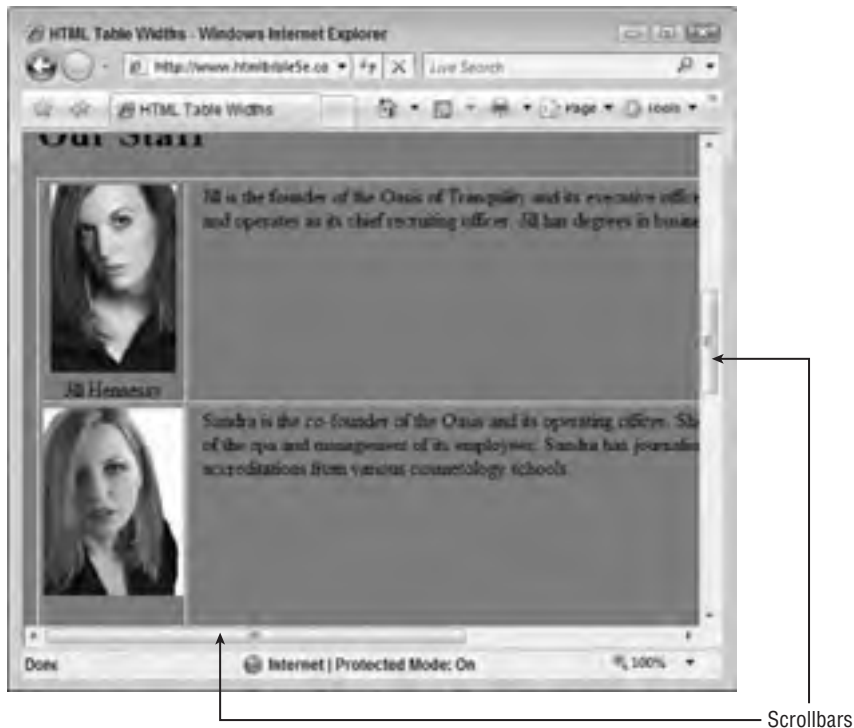 HTML Table Widths - Windows Internet Explorer
http://www.htmlbible5e.co
Live Search
HTML Table Widths
Page
Tools
Our Staff
Jill is the founder of the Oasis of Tranquility and its executive office
and operates as its chief recruiting officer. Jill has degrees in busine
Jill Hennessy
Sandra is the co-founder of the Oasis and its operating officer. She
of the spa and management of its employees. Sandra has journalis
accreditations from various cosmetology schools.
Done
Internet | Protected Mode: On
100%
Scrollbars